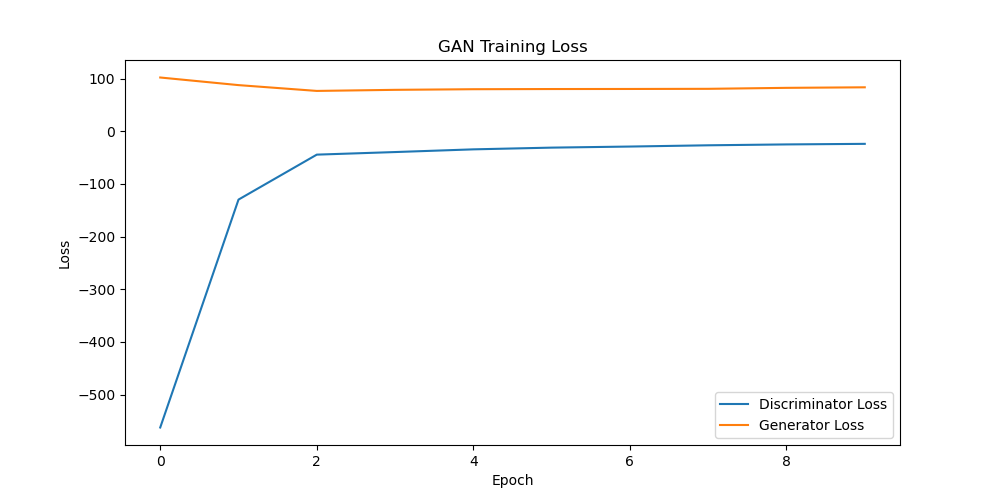 GAN Training Loss
100
0
−100
−200
−300
−400
−500
Loss
0 2 4 6 8
Epoch
Discriminator Loss
Generator Loss